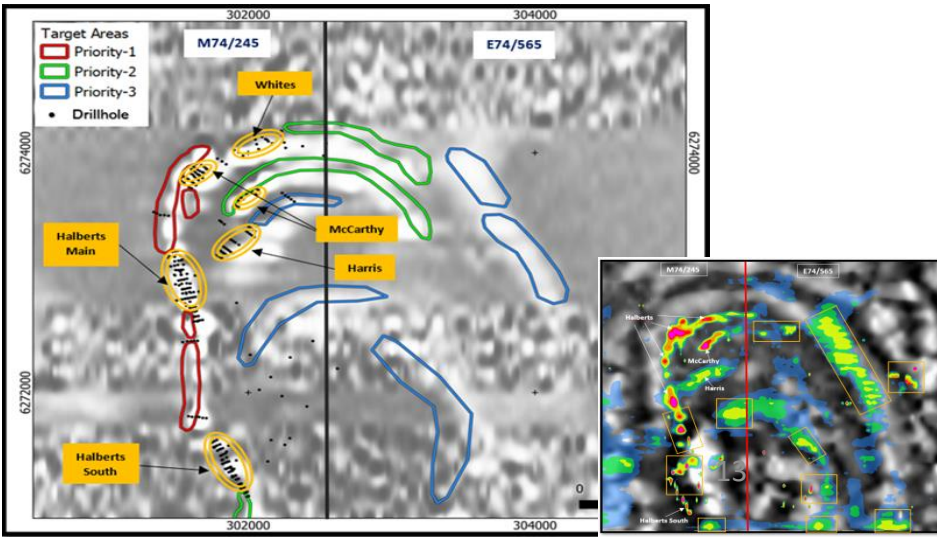 302000
304000
Target Areas
Priority-1
Priority-2
Priority-3
Drillhole
M74/245
E74/565
Whites
6274000
6274000
McCarthy
Halberts
Main
Harris
6272000
Halberts
South
0
302000
304000
M74/245
E74/565
Halberts
McCarthy
Harris
13
Halberts South